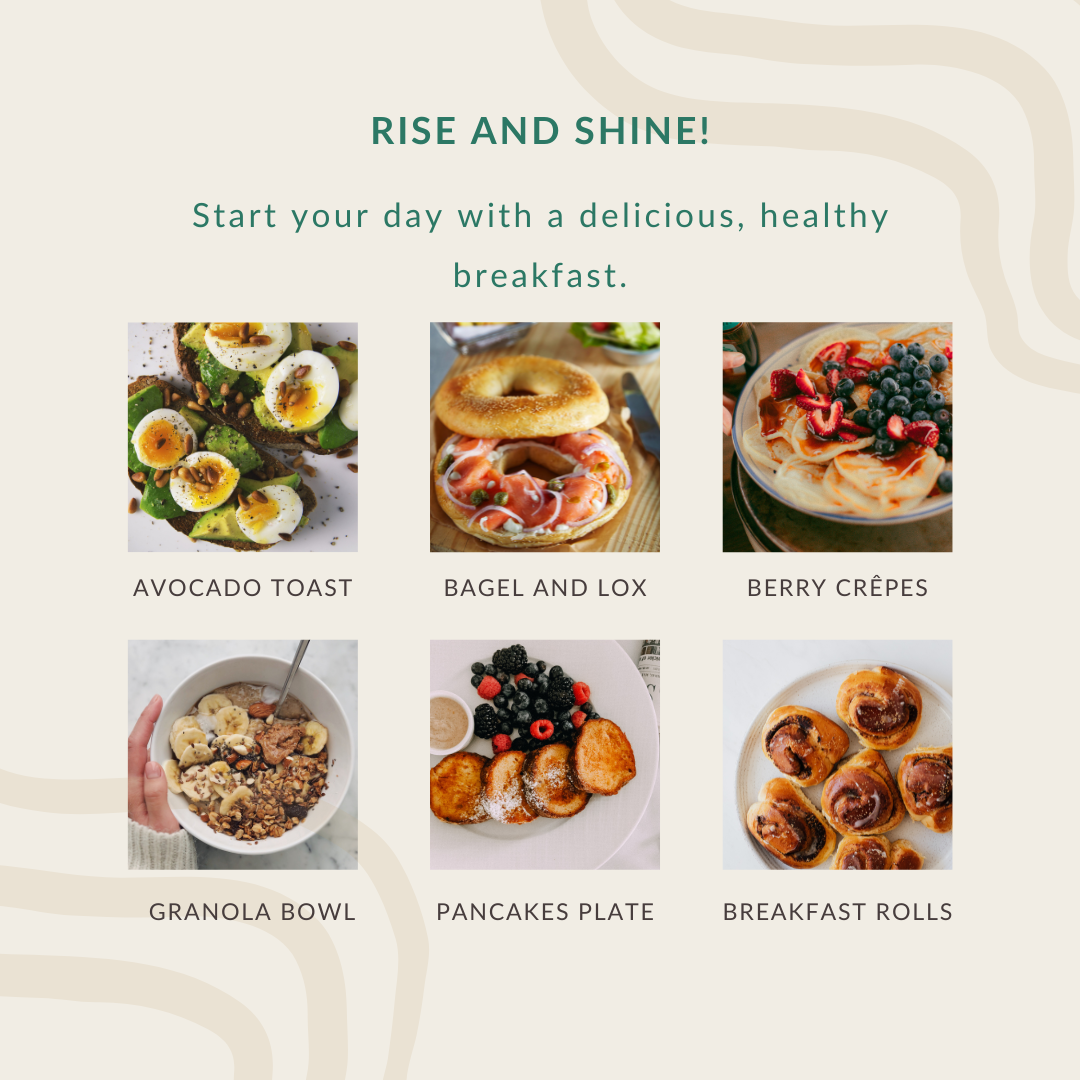 RISE AND SHINE!
Start your day with a delicious, healthy
breakfast.
AVOCADO TOAST
BAGEL AND LOX
BERRY CRÊPES
GRANOLA BOWL
PANCAKES PLATE
BREAKFAST ROLLS